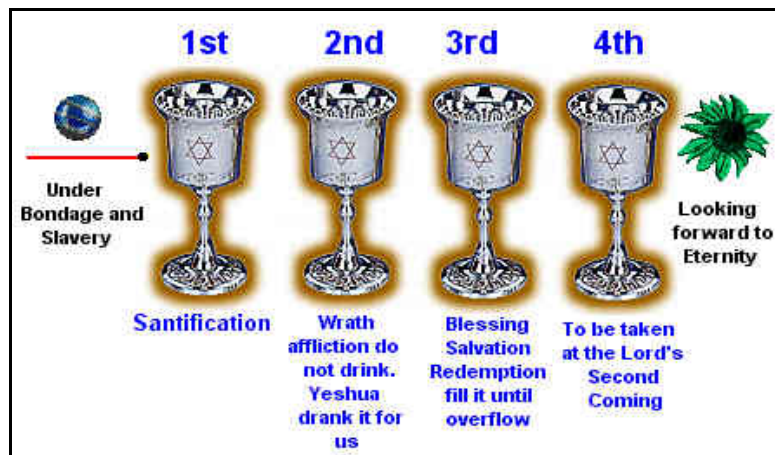 1st
2nd
3rd
4th
Under
Bondage and
Slavery
Looking
forward to
Eternity
Santification
Wrath
affliction do
not drink.
Yeshua
drank it for
us
Blessing
Salvation
Redemption
fill it until
overflow
To be taken
at the Lord's
Second
Coming